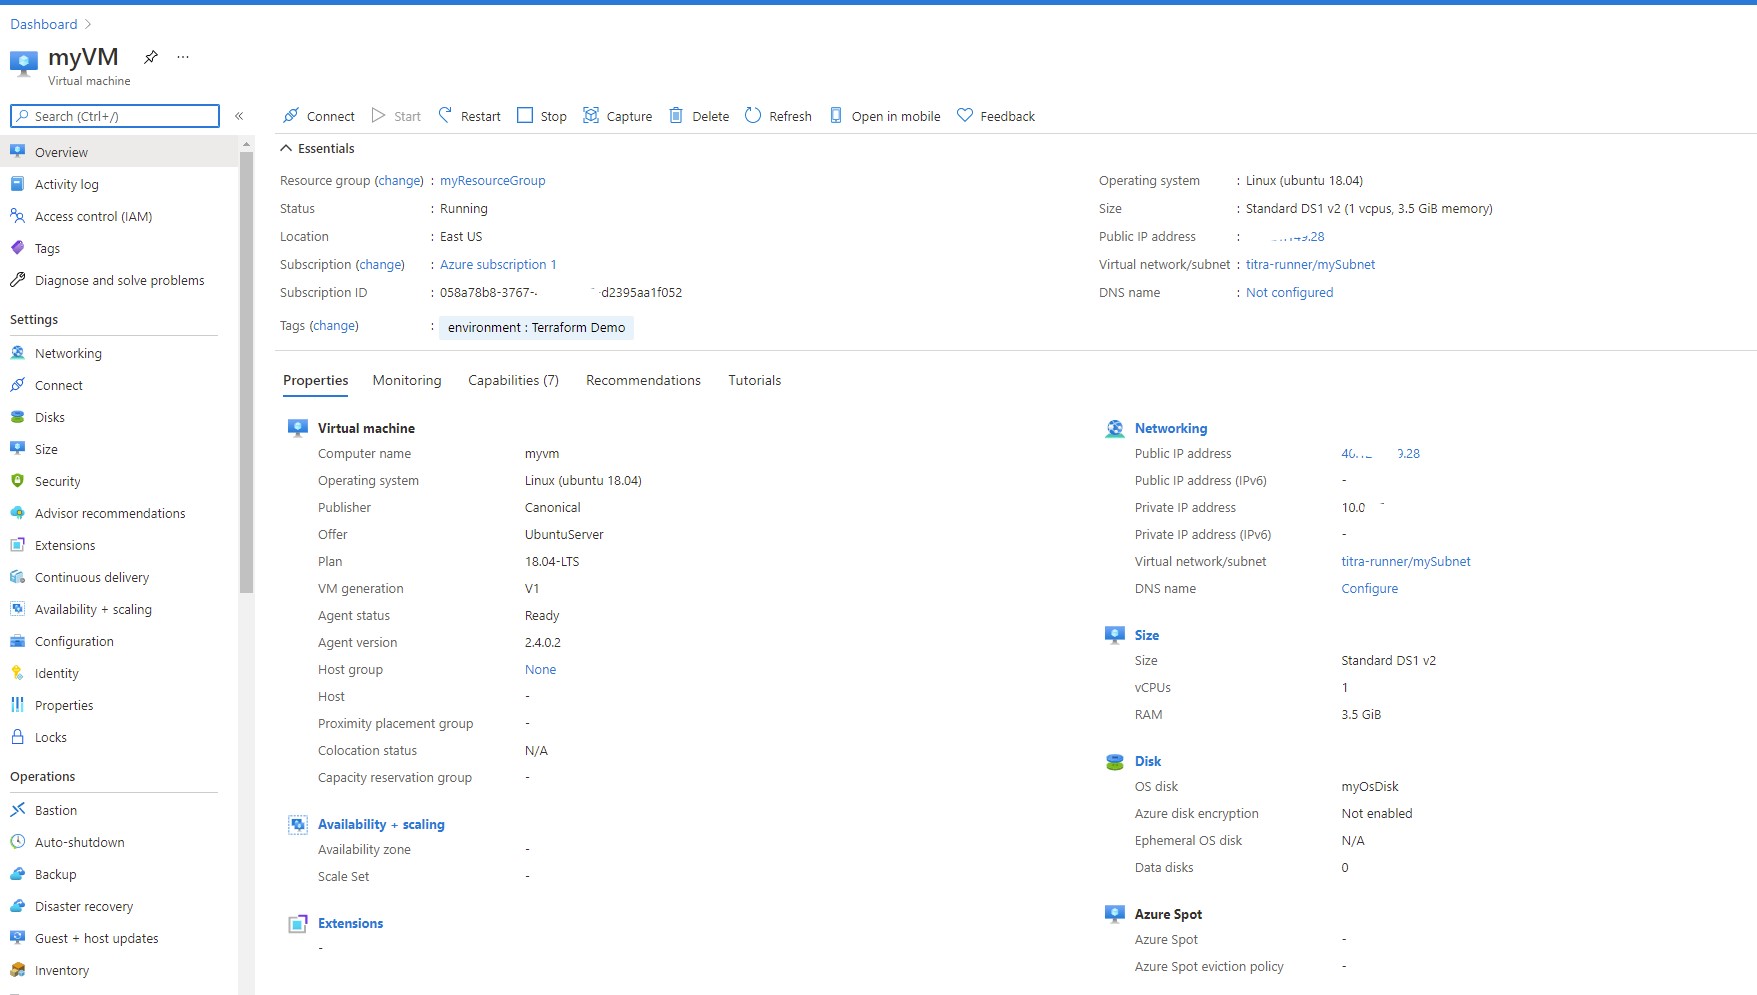 Dashboard
myVM
Virtual machine
Search (Ctrl+/)
Connect Start Restart Stop Capture Delete Refresh Open in mobile Feedback
Overview
Activity log
Access control (IAM)
Tags
Diagnose and solve problems
Settings
Networking
Connect
Disks
Size
Security
Advisor recommendations
Extensions
Continuous delivery
Availability + scaling
Configuration
Identity
Properties
Locks
Operations
Bastion
Auto-shutdown
Backup
Disaster recovery
Guest + host updates
Inventory
Essentials
Resource group (change) : myResourceGroup
Status : Running
Location : East US
Subscription (change) : Azure subscription 1
Subscription ID : 058a78b8-3767- -d2395aa1f052
Tags (change) : environment : Terraform Demo
Operating system : Linux (ubuntu 18.04)
Size : Standard DS1 v2 (1 vcpus, 3.5 GiB memory)
Public IP address : 49.28
Virtual network/subnet : titra-runner/mySubnet
DNS name : Not configured
Properties Monitoring Capabilities (7) Recommendations Tutorials
Virtual machine
Computer name myvm
Operating system Linux (ubuntu 18.04)
Publisher Canonical
Offer UbuntuServer
Plan 18.04-LTS
VM generation V1
Agent status Ready
Agent version 2.4.0.2
Host group None
Host -
Proximity placement group -
Colocation status N/A
Capacity reservation group -
Availability + scaling
Availability zone -
Scale Set -
Extensions
-
Networking
Public IP address 40. 9.28
Public IP address (IPv6) -
Private IP address 10.0
Private IP address (IPv6) -
Virtual network/subnet titra-runner/mySubnet
DNS name Configure
Size
Size Standard DS1 v2
vCPUs 1
RAM 3.5 GiB
Disk
OS disk myOsDisk
Azure disk encryption Not enabled
Ephemeral OS disk N/A
Data disks 0
Azure Spot
Azure Spot -
Azure Spot eviction policy -